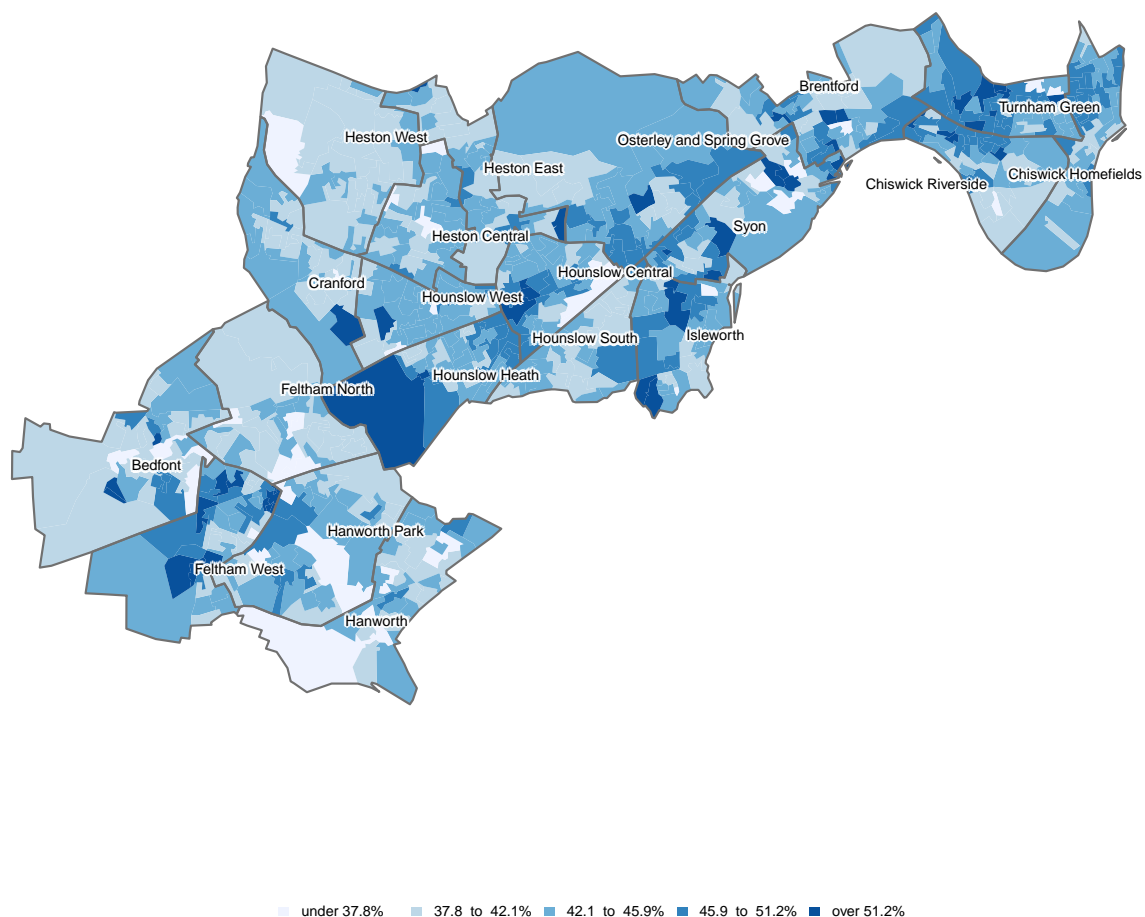 Brentford
Turnham Green
Heston West
Osterley and Spring Grove
Heston East
Chiswick Homefields
Chiswick Riverside
Syon
Heston Central
Hounslow Central
Cranford
Hounslow West
Hounslow South
Isleworth
Hounslow Heath
Feltham North
Bedfont
Hanworth Park
Feltham West
Hanworth
under 37.8% 37.8 to 42.1% 42.1 to 45.9% 45.9 to 51.2% over 51.2%